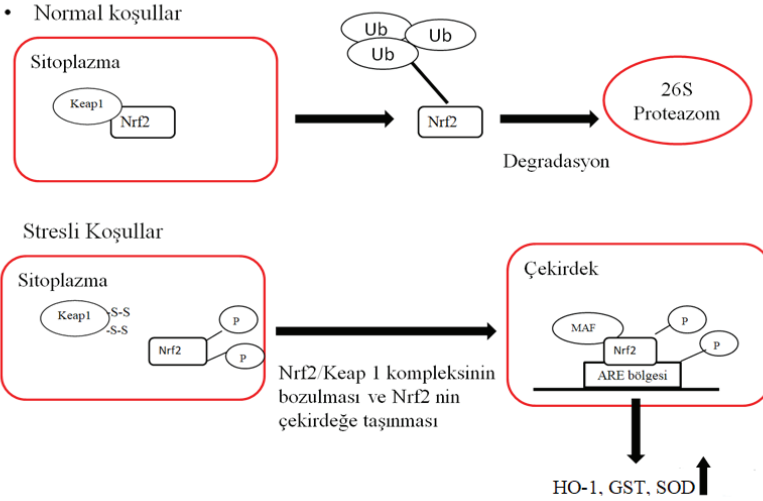 • Normal koşullar
Sitoplazma
Keap1
Nrf2
Ub
Ub
Ub
Nrf2
Degradasyon
26S
Proteazom
Stresli Koşullar
Sitoplazma
Keap1
-S-S
-S-S
Nrf2
P
P
Nrf2/Keap 1 kompleksinin
bozulması ve Nrf2 nin
çekirdeğe taşınması
Çekirdek
MAF
Nrf2
P
P
ARE bölgesi
HO-1, GST, SOD